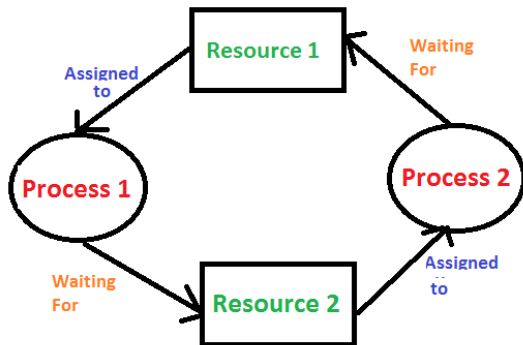 Resource 1
Waiting
For
Assigned
to
Process 1
Process 2
Waiting
For
Resource 2
Assigned
to